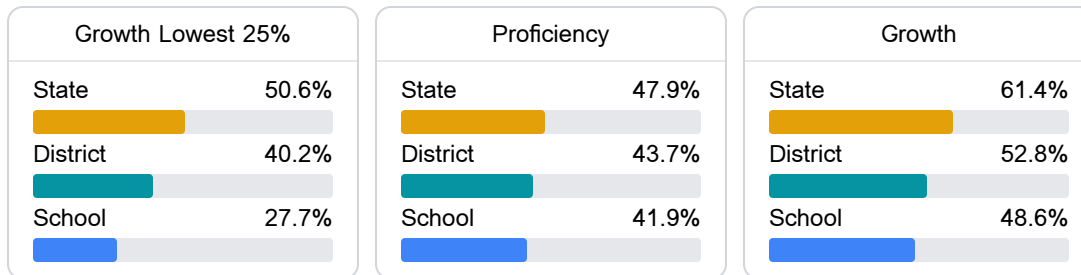 Growth Lowest 25%
State 50.6%
District 40.2%
School 27.7%
Proficiency
State 47.9%
District 43.7%
School 41.9%
Growth
State 61.4%
District 52.8%
School 48.6%